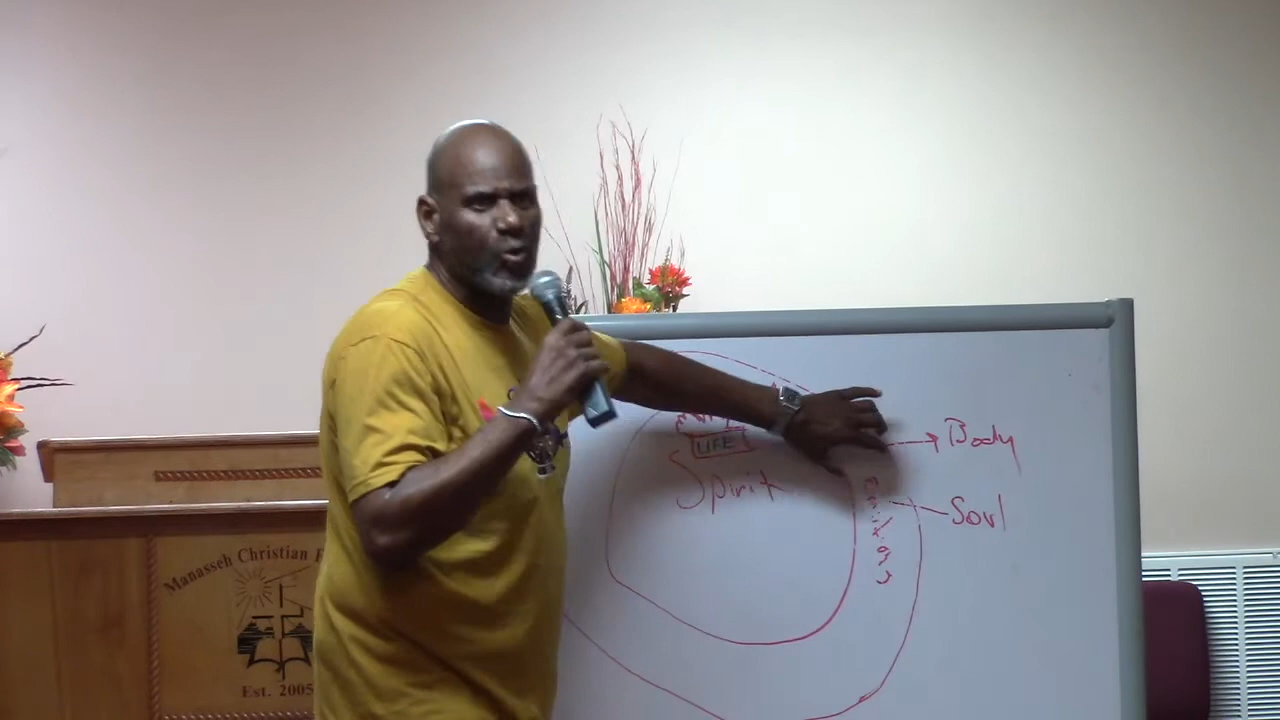 Manasseh Christian
Est. 2005
LIFE
Spirit
Body
Soul